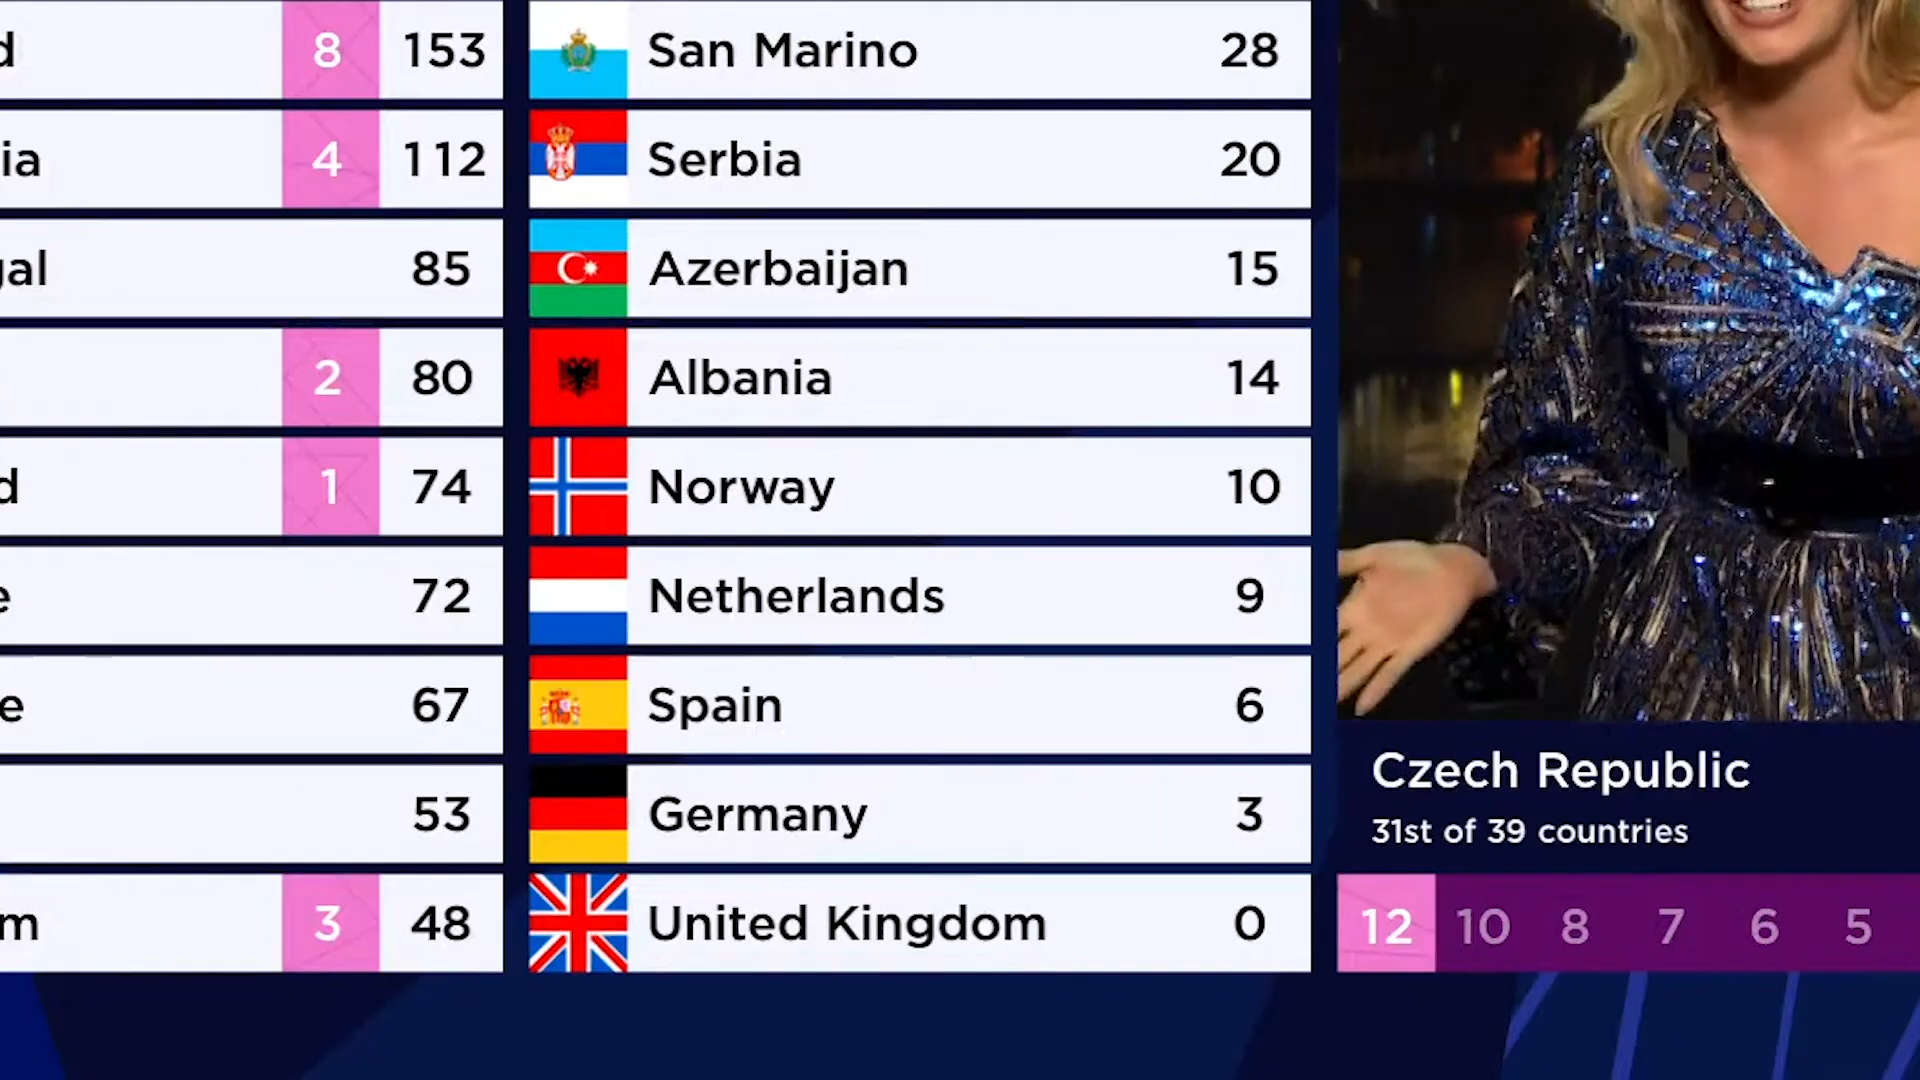 d 8 153
ia 4 112
gal 85
2 80
d 1 74
e 72
e 67
53
m 3 48
San Marino 28
Serbia 20
Azerbaijan 15
Albania 14
Norway 10
Netherlands 9
Spain 6
Germany 3
United Kingdom 0
Czech Republic
31st of 39 countries
12 10 8 7 6 5